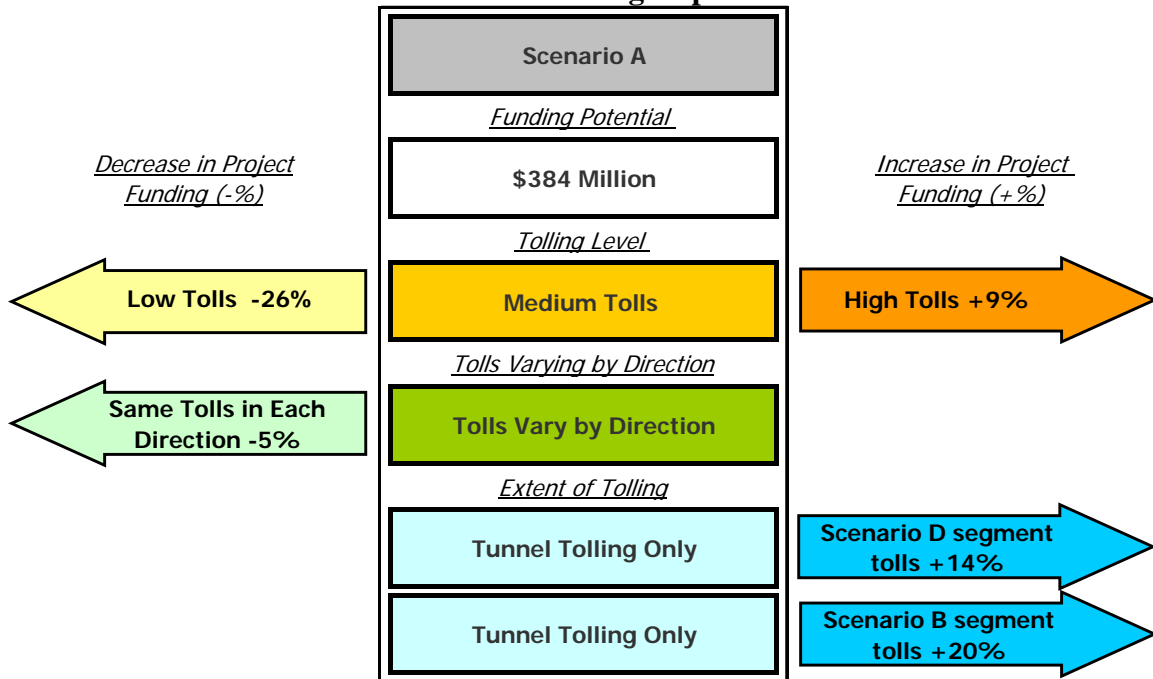 Scenario A
Funding Potential
Decrease in Project
Funding (-%)
$384 Million
Increase in Project
Funding (+%)
Tolling Level
Low Tolls -26%
Medium Tolls
High Tolls +9%
Tolls Varying by Direction
Same Tolls in Each
Direction -5%
Tolls Vary by Direction
Extent of Tolling
Tunnel Tolling Only
Scenario D segment
tolls +14%
Tunnel Tolling Only
Scenario B segment
tolls +20%